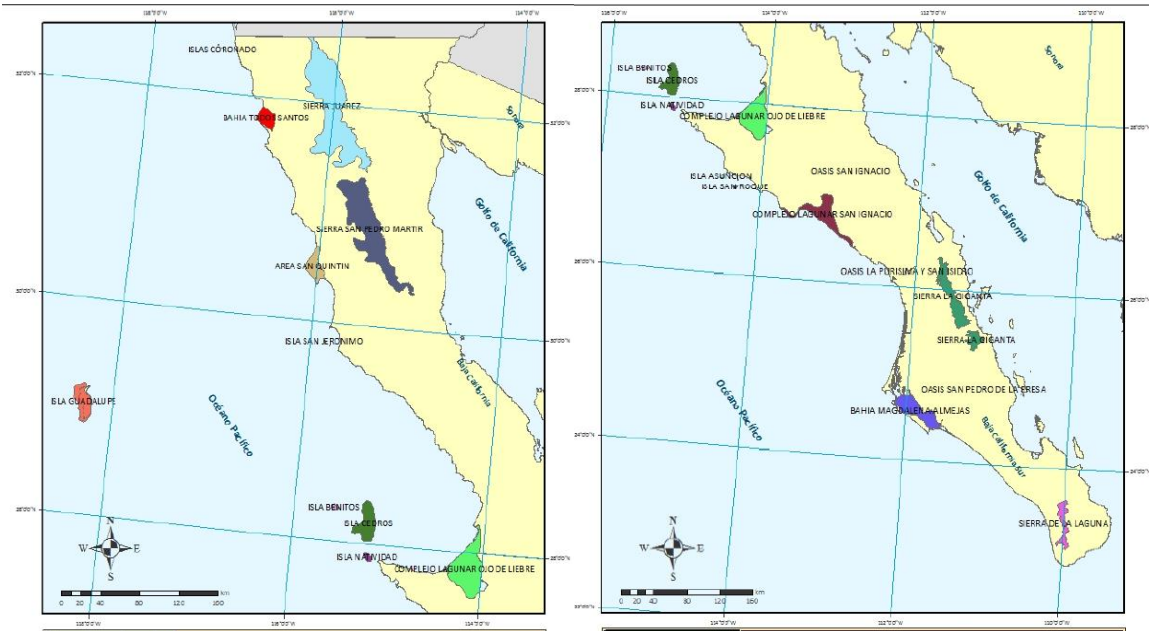 ISLAS CORONADO
SIERRA JUAREZ
BAHIA TODOS SANTOS
Sonora
Golfo de California
SIERRA SAN PEDRO MARTIR
AREA SAN QUINTIN
ISLA SAN JERONIMO
Baja California
ISLA GUADALUPE
Océano Pacífico
ISLA BENITOS
ISLA CEDROS
ISLA NATIVIDAD
COMPLEJO LAGUNAR OJO DE LIEBRE
N
W E
S
km
0 20 40 80 120 160
Sonora
ISLA BENITOS
ISLA CEDROS
ISLA NATIVIDAD
COMPLEJO LAGUNAR OJO DE LIEBRE
OASIS SAN IGNACIO
ISLA ASUNCION
ISLA SAN ROQUE
Golfo de California
COMPLEJO LAGUNAR SAN IGNACIO
OASIS LA PURISIMA Y SAN ISIDRO
SIERRA LA GIGANTA
SIERRA LA GIGANTA
OASIS SAN PEDRO DE LA PRESA
Océano Pacífico
BAHIA MAGDALENA ALMEJAS
Baja California Sur
SIERRA DE LA LAGUNA
N
W E
S
km
0 20 40 80 120 160